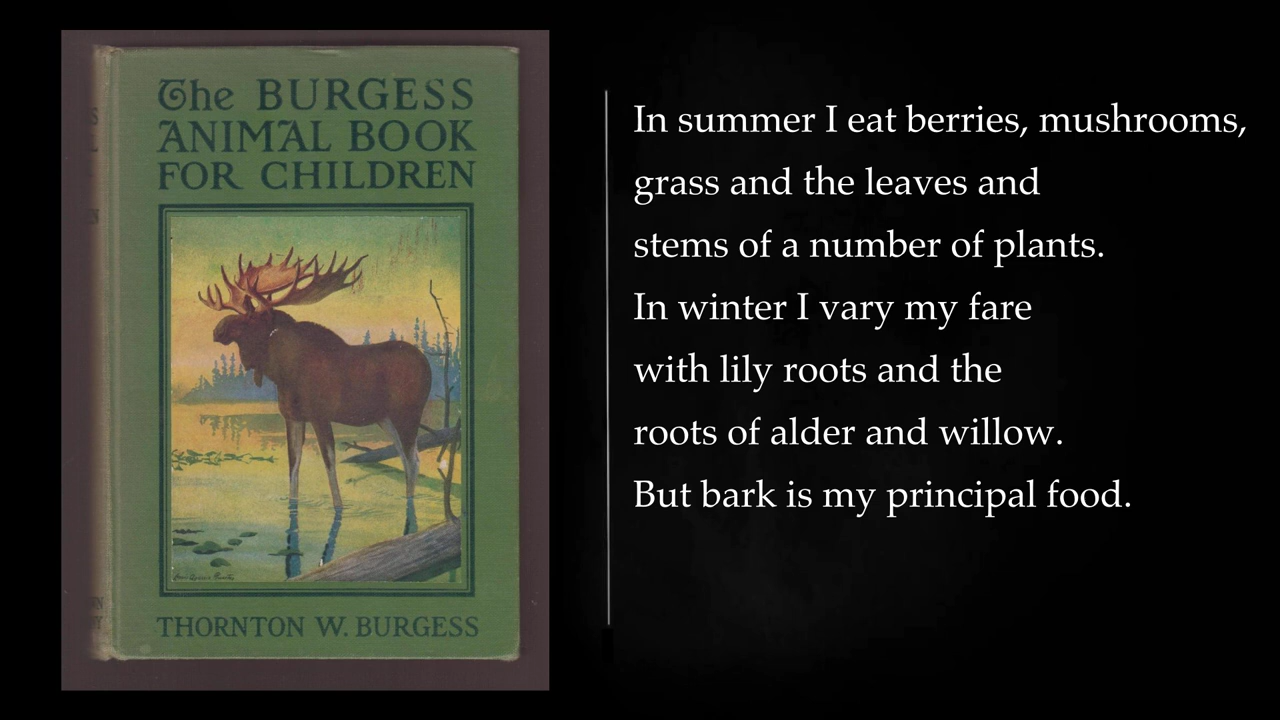 The BURGESS
ANIMAL BOOK
FOR CHILDREN
THORNTON W. BURGESS
In summer I eat berries, mushrooms,
grass and the leaves and
stems of a number of plants.
In winter I vary my fare
with lily roots and the
roots of alder and willow.
But bark is my principal food.